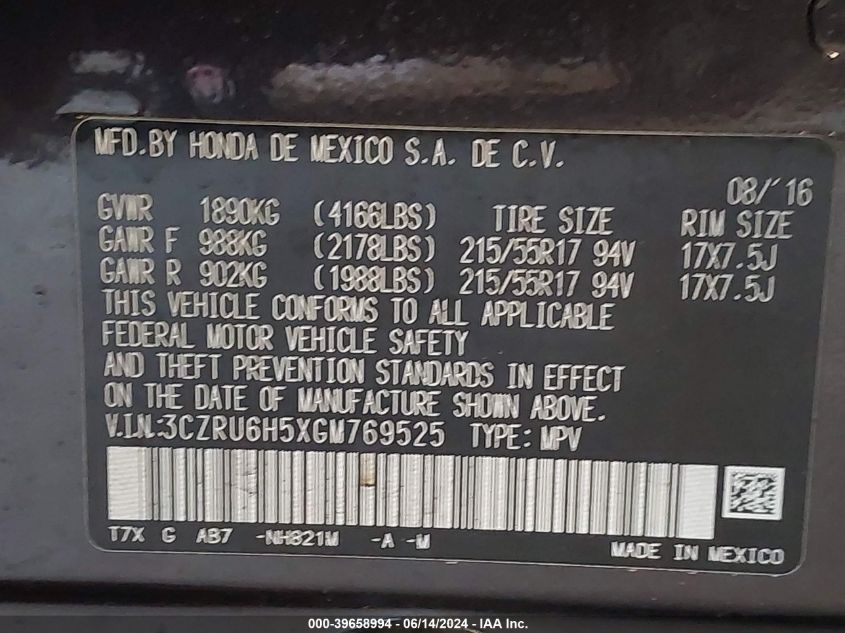 MFD.BY HONDA DE MEXICO S.A. DE C.V.
08/'16
GVWR 1890KG (4166LBS) TIRE SIZE RIM SIZE
GAWR F 988KG (2178LBS) 215/55R17 94V 17X7.5J
GAWR R 902KG (1988LBS) 215/55R17 94V 17X7.5J
THIS VEHICLE CONFORMS TO ALL APPLICABLE
FEDERAL MOTOR VEHICLE SAFETY
AND THEFT PREVENTION STANDARDS IN EFFECT
ON THE DATE OF MANUFACTURE SHOWN ABOVE.
V.I.N.:3CZRU6H5XGM769525 TYPE: MPV
T7X G AB7 -NH821M -A -M
MADE IN MEXICO
000-39658994 - 06/14/2024 - IAA Inc.